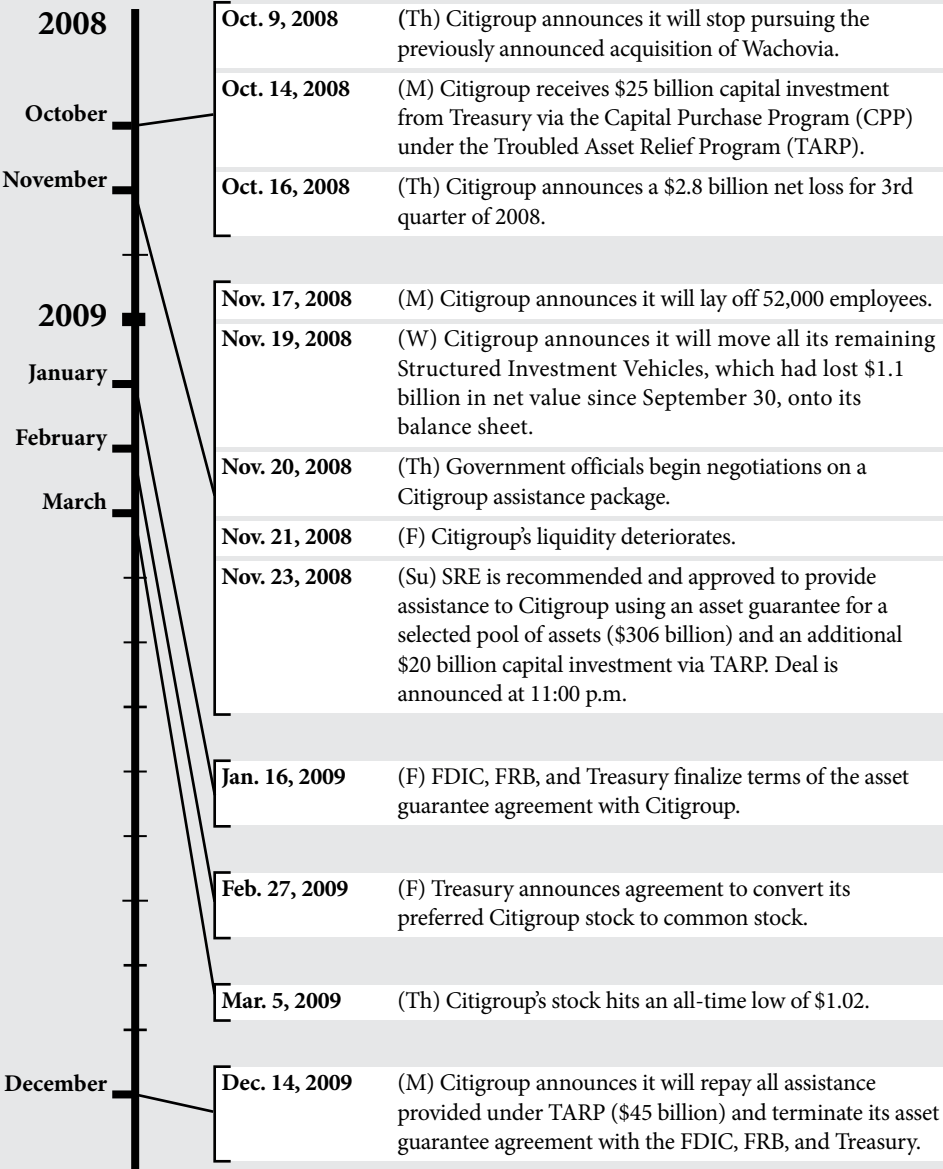 2008
October
November
2009
January
February
March
December
Oct. 9, 2008 (Th) Citigroup announces it will stop pursuing the
previously announced acquisition of Wachovia.
Oct. 14, 2008 (M) Citigroup receives $25 billion capital investment
from Treasury via the Capital Purchase Program (CPP)
under the Troubled Asset Relief Program (TARP).
Oct. 16, 2008 (Th) Citigroup announces a $2.8 billion net loss for 3rd
quarter of 2008.
Nov. 17, 2008 (M) Citigroup announces it will lay off 52,000 employees.
Nov. 19, 2008 (W) Citigroup announces it will move all its remaining
Structured Investment Vehicles, which had lost $1.1
billion in net value since September 30, onto its
balance sheet.
Nov. 20, 2008 (Th) Government officials begin negotiations on a
Citigroup assistance package.
Nov. 21, 2008 (F) Citigroup’s liquidity deteriorates.
Nov. 23, 2008 (Su) SRE is recommended and approved to provide
assistance to Citigroup using an asset guarantee for a
selected pool of assets ($306 billion) and an additional
$20 billion capital investment via TARP. Deal is
announced at 11:00 p.m.
Jan. 16, 2009 (F) FDIC, FRB, and Treasury finalize terms of the asset
guarantee agreement with Citigroup.
Feb. 27, 2009 (F) Treasury announces agreement to convert its
preferred Citigroup stock to common stock.
Mar. 5, 2009 (Th) Citigroup’s stock hits an all-time low of $1.02.
Dec. 14, 2009 (M) Citigroup announces it will repay all assistance
provided under TARP ($45 billion) and terminate its asset
guarantee agreement with the FDIC, FRB, and Treasury.